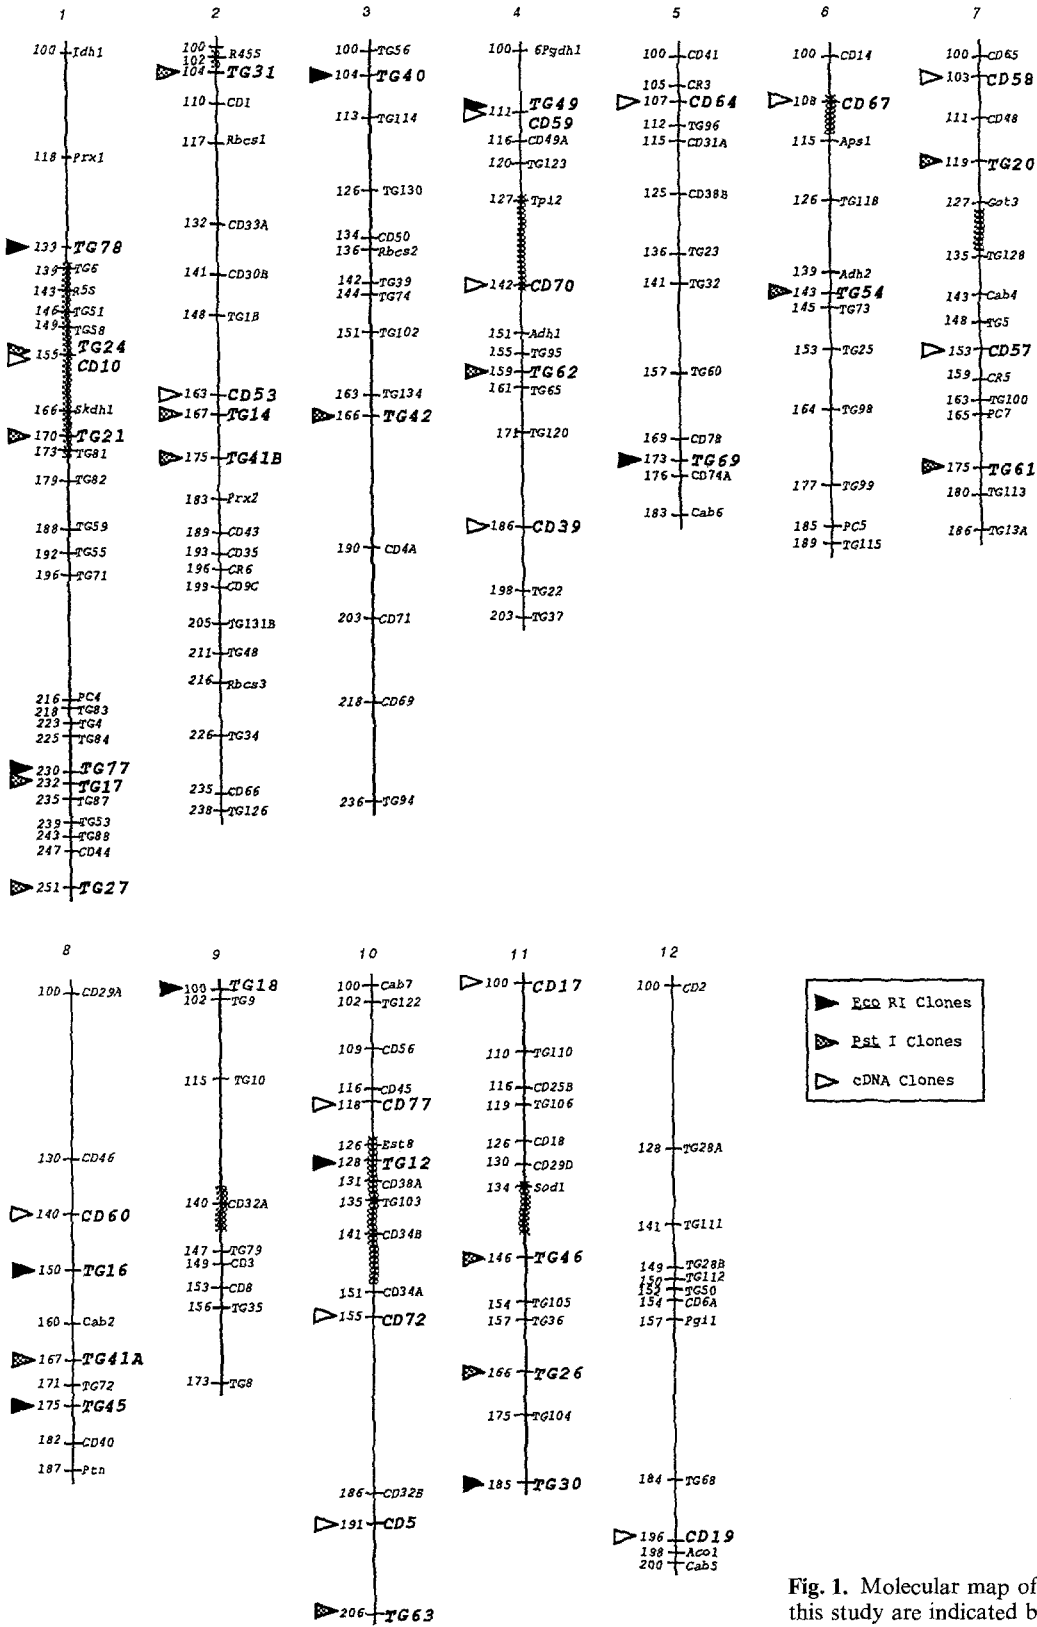 1
100 Idh1
118 Prx1
133 TG78
139 TG6
143 R5S
146 TG51
149 TG58
TG24
155 CD10
166 Skdh1
170 TG21
173 TG81
179 TG82
188 TG59
192 TG55
196 TG71
216 PC4
218 TG83
223 TG4
225 TG84
230 TG77
232 TG17
235 TG87
239 TG53
243 TG88
247 CD44
251 TG27
2
100
102 R45S
104 TG31
110 CD1
117 Rbcs1
132 CD33A
141 CD30B
148 TG1B
163 CD53
167 TG14
175 TG41B
183 Prx2
189 CD43
193 CD35
196 CR6
199 CD9C
205 TG131B
211 TG48
216 Rbcs3
226 TG34
235 CD66
238 TG126
3
100 TG56
104 TG40
113 TG114
126 TG130
134 CD50
136 Rbcs2
142 TG39
144 TG74
151 TG102
163 TG134
166 TG42
190 CD4A
203 CD71
218 CD69
236 TG94
4
100 6Pgdh1
TG49
111 CD59
116 CD49A
120 TG123
127 Tpi2
142 CD70
151 Adh1
155 TG95
159 TG62
161 TG65
171 TG120
186 CD39
198 TG22
203 TG37
5
100 CD41
105 CR3
107 CD64
112 TG96
115 CD31A
125 CD38B
136 TG23
141 TG32
157 TG60
169 CD78
173 TG69
176 CD74A
183 Cab6
6
100 CD14
108 CD67
115 Aps1
126 TG118
139 Adh2
143 TG54
145 TG73
153 TG25
164 TG98
177 TG99
185 PC5
189 TG115
7
100 CD65
103 CD58
111 CD48
119 TG20
127 Got3
135 TG128
143 Cab4
148 TG5
153 CD57
159 CR5
163 TG100
165 PC7
175 TG61
180 TG113
186 TG13A
8
100 CD29A
130 CD46
140 CD60
150 TG16
160 Cab2
167 TG41A
171 TG72
175 TG45
182 CD40
187 Ptn
9
100 TG18
102 TG9
115 TG10
140 CD32A
147 TG79
149 CD3
153 CD8
156 TG35
173 TG8
10
100 Cab7
102 TG122
109 CD56
116 CD45
118 CD77
126 Est8
128 TG12
131 CD38A
135 TG103
141 CD34B
151 CD34A
155 CD72
186 CD32B
191 CD5
206 TG63
11
100 CD17
110 TG110
116 CD25B
119 TG106
126 CD18
130 CD29D
134 Sod1
146 TG46
154 TG105
157 TG36
166 TG26
175 TG104
185 TG30
12
100 CD2
128 TG28A
141 TG111
149 TG28B
150 TG112
152 TG50
154 CD6A
157 Pgi1
184 TG68
196 CD19
198 Aco1
200 Cab5
Eco RI Clones
Pst I Clones
cDNA Clones
Fig. 1. Molecular map of
this study are indicated b